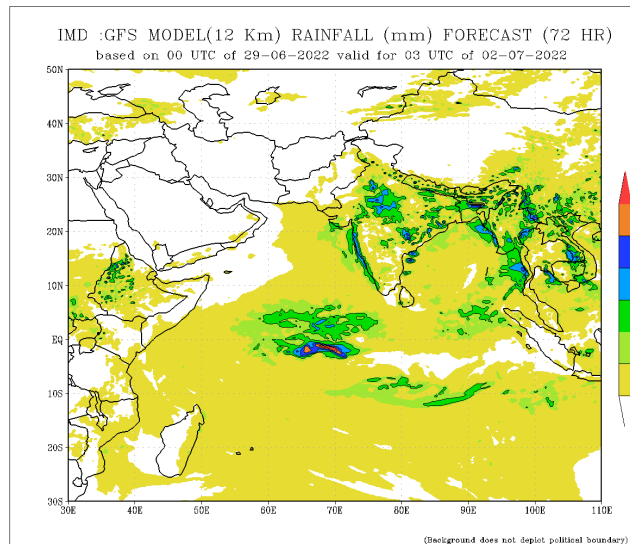 IMD :GFS MODEL(12 Km) RAINFALL (mm) FORECAST (72 HR)
based on 00 UTC of 29-06-2022 valid for 03 UTC of 02-07-2022
50N
40N
30N
20N
10N
EQ
10S
20S
30S
30E 40E 50E 60E 70E 80E 90E 100E 110E
(Background does not depict political boundary)